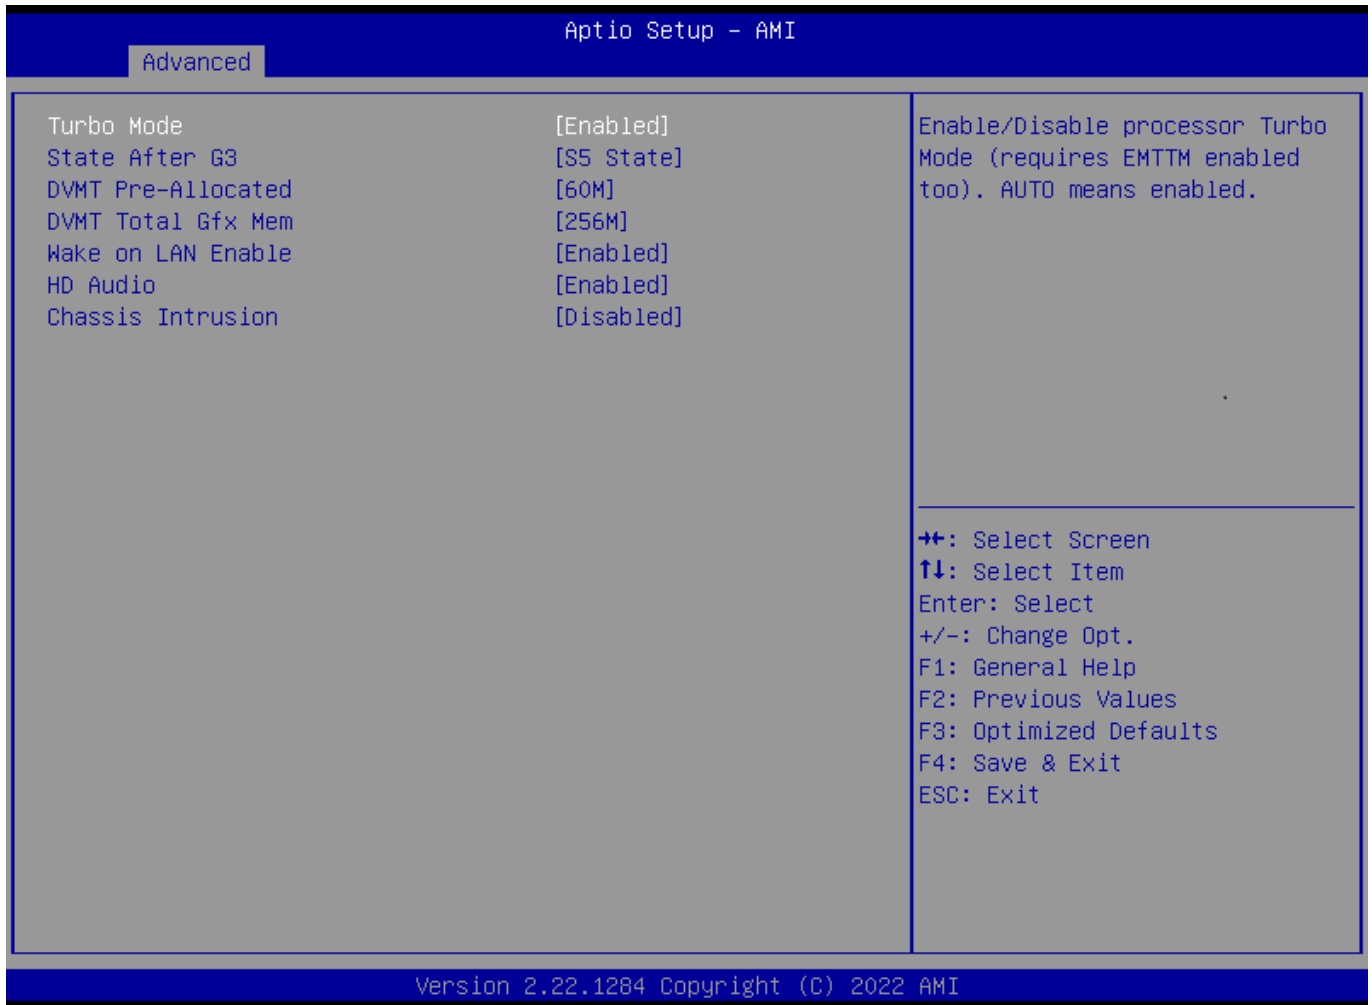 Aptio Setup – AMI
Advanced
Turbo Mode [Enabled]
State After G3 [S5 State]
DVMT Pre-Allocated [60M]
DVMT Total Gfx Mem [256M]
Wake on LAN Enable [Enabled]
HD Audio [Enabled]
Chassis Intrusion [Disabled]
Enable/Disable processor Turbo
Mode (requires EMTTM enabled
too). AUTO means enabled.
→←: Select Screen
↑↓: Select Item
Enter: Select
+/-: Change Opt.
F1: General Help
F2: Previous Values
F3: Optimized Defaults
F4: Save & Exit
ESC: Exit
Version 2.22.1284 Copyright (C) 2022 AMI